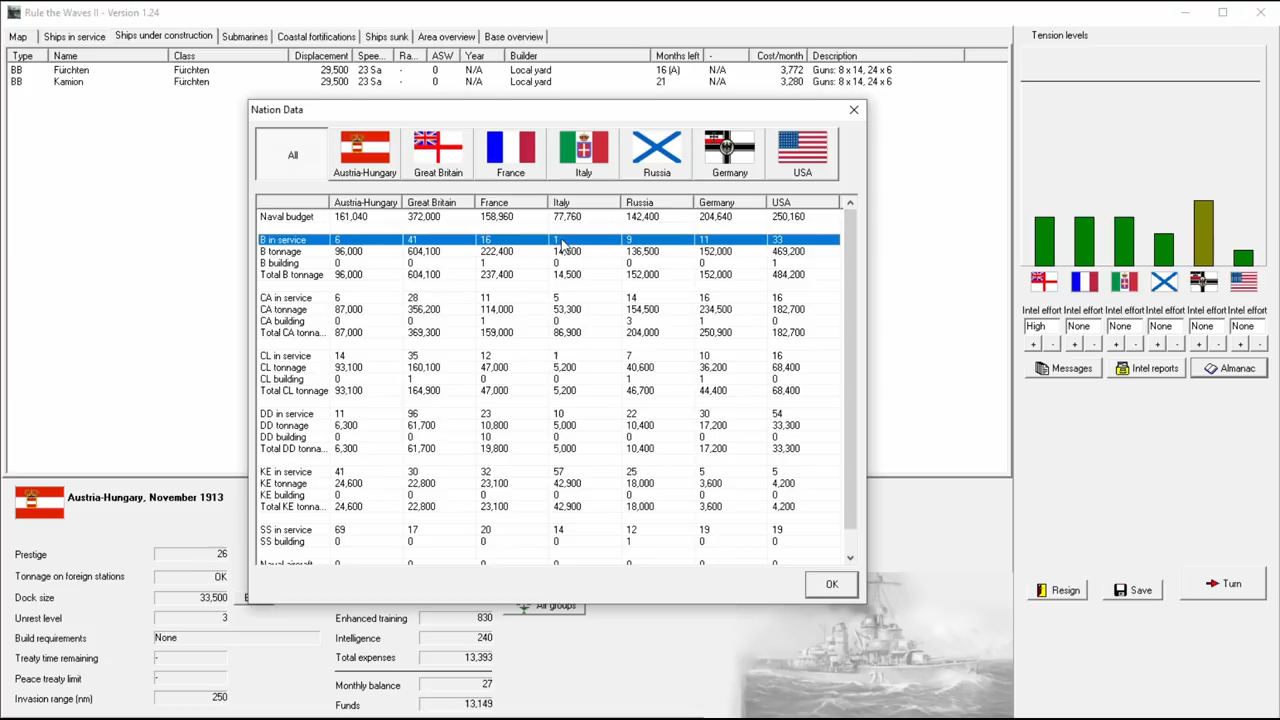 Rule the Waves II - Version 1.24
Map Ships in service Ships under construction Submarines Coastal fortifications Ships sunk Area overview Base overview
Type Name Class Displacement Spee... Ra... ASW Year Builder Months left - Cost/month Description
BB Fürchten Fürchten 29,500 23 Sa - 0 N/A Local yard 16 (A) N/A 3,772 Guns: 8 x 14, 24 x 6
BB Kamion Fürchten 29,500 23 Sa - 0 N/A Local yard 21 N/A 3,280 Guns: 8 x 14, 24 x 6
Nation Data
All Austria-Hungary Great Britain France Italy Russia Germany USA
Austria-Hungary Great Britain France Italy Russia Germany USA
Naval budget 161,040 372,000 158,960 77,760 142,400 204,640 250,160
B in service 6 41 16 1 9 11 33
B tonnage 96,000 604,100 222,400 14,500 136,500 152,000 469,200
B building 0 0 1 0 0 0 1
Total B tonnage 96,000 604,100 237,400 14,500 152,000 152,000 484,200
CA in service 6 28 11 5 14 16 16
CA tonnage 87,000 356,200 114,000 53,300 154,500 234,500 182,700
CA building 0 0 1 0 3 1 0
Total CA tonna... 87,000 369,300 159,000 86,900 204,000 250,900 182,700
CL in service 14 35 12 1 7 10 16
CL tonnage 93,100 160,100 47,000 5,200 40,600 36,200 68,400
CL building 0 1 0 0 1 1 0
Total CL tonnage 93,100 164,900 47,000 5,200 46,700 44,400 68,400
DD in service 11 96 23 10 22 30 54
DD tonnage 6,300 61,700 10,800 5,000 10,400 17,200 33,300
DD building 0 0 10 0 0 0 0
Total DD tonna... 6,300 61,700 19,800 5,000 10,400 17,200 33,300
KE in service 41 30 32 57 25 5 5
KE tonnage 24,600 22,800 23,100 42,900 18,000 3,600 4,200
KE building 0 0 0 0 0 0 0
Total KE tonna... 24,600 22,800 23,100 42,900 18,000 3,600 4,200
SS in service 69 17 20 14 12 19 19
SS building 0 0 0 0 1 0 0
Naval aircraft 0 0 0 0 0 0 0
OK
Tension levels
Intel effort Intel effort Intel effort Intel effort Intel effort Intel effort
High None None None None None
+ - + - + - + - + - + -
Messages Intel reports Almanac
Austria-Hungary, November 1913
Prestige 26
Tonnage on foreign stations OK
Dock size 33,500
Unrest level 3
Build requirements None
Treaty time remaining -
Peace treaty limit -
Invasion range (nm) 250
Air groups
Enhanced training 830
Intelligence 240
Total expenses 13,393
Monthly balance 27
Funds 13,149
Resign Save Turn